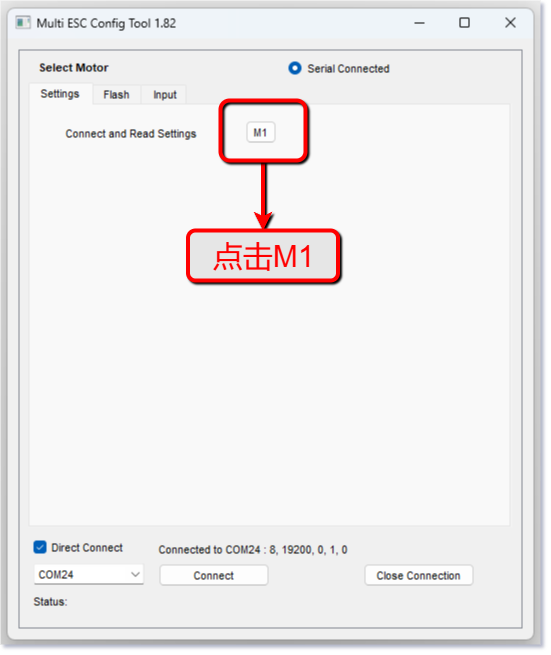 Multi ESC Config Tool 1.82
Select Motor
Serial Connected
Settings Flash Input
Connect and Read Settings
M1
点击M1
Direct Connect
Connected to COM24 : 8, 19200, 0, 1, 0
COM24
Connect
Close Connection
Status: